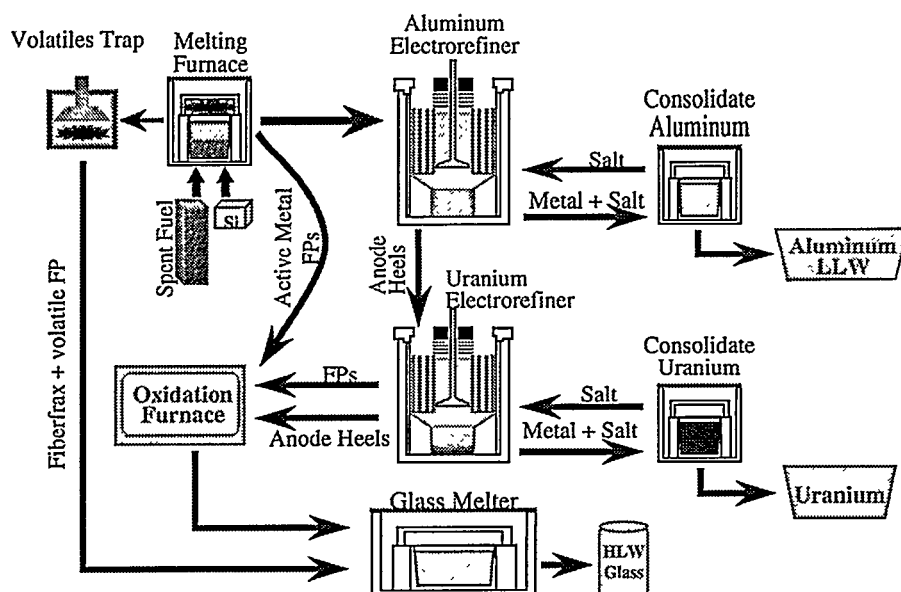 Volatiles Trap
Melting
Furnace
Aluminum
Electrorefiner
Consolidate
Aluminum
Salt
Metal + Salt
Spent Fuel
Si
Active Metal
FPs
Anode
Heels
Aluminum
LLW
Uranium
Electrorefiner
Fiberfrax + volatile FP
Consolidate
Uranium
Oxidation
Furnace
FPs
Anode Heels
Salt
Metal + Salt
Uranium
Glass Melter
HLW
Glass